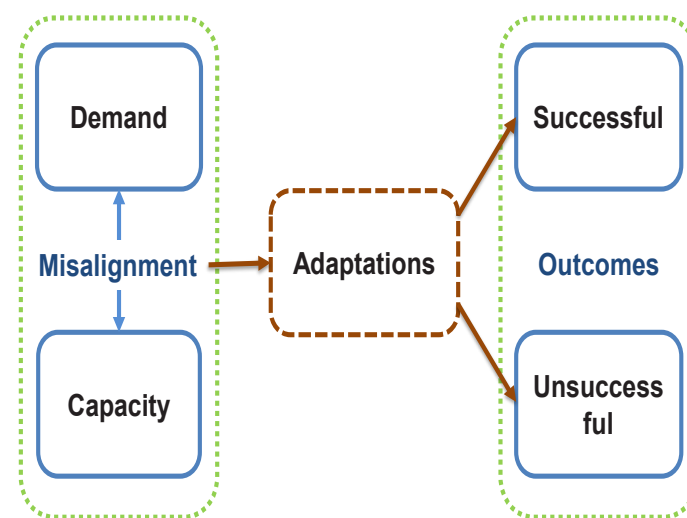 Demand
Successful
Misalignment
Adaptations
Outcomes
Capacity
Unsuccess
ful